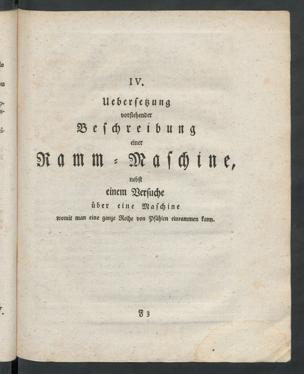 IV.
Uebersetzung
vorstehender
Beschreibung
einer
Ramm-Maschine,
nebst
einem Versuche
über eine Maschine
womit man eine ganze Reihe von Pfählen einrammen kann.
F 3